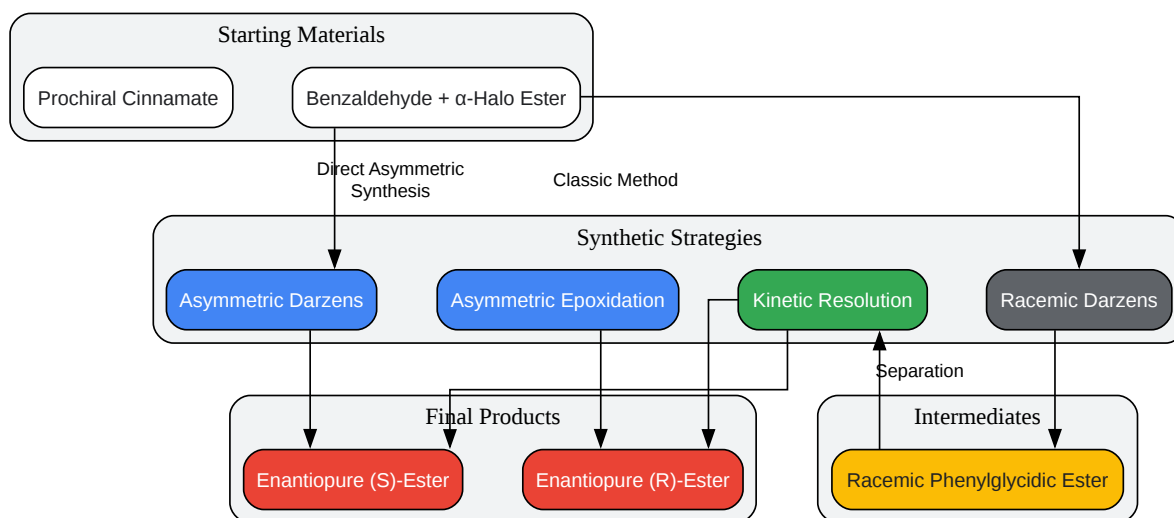 Starting Materials
Prochiral Cinnamate
Benzaldehyde + α-Halo Ester
Direct Asymmetric
Synthesis
Classic Method
Synthetic Strategies
Asymmetric Darzens
Asymmetric Epoxidation
Kinetic Resolution
Racemic Darzens
Separation
Final Products
Intermediates
Enantiopure (S)-Ester
Enantiopure (R)-Ester
Racemic Phenylglycidic Ester